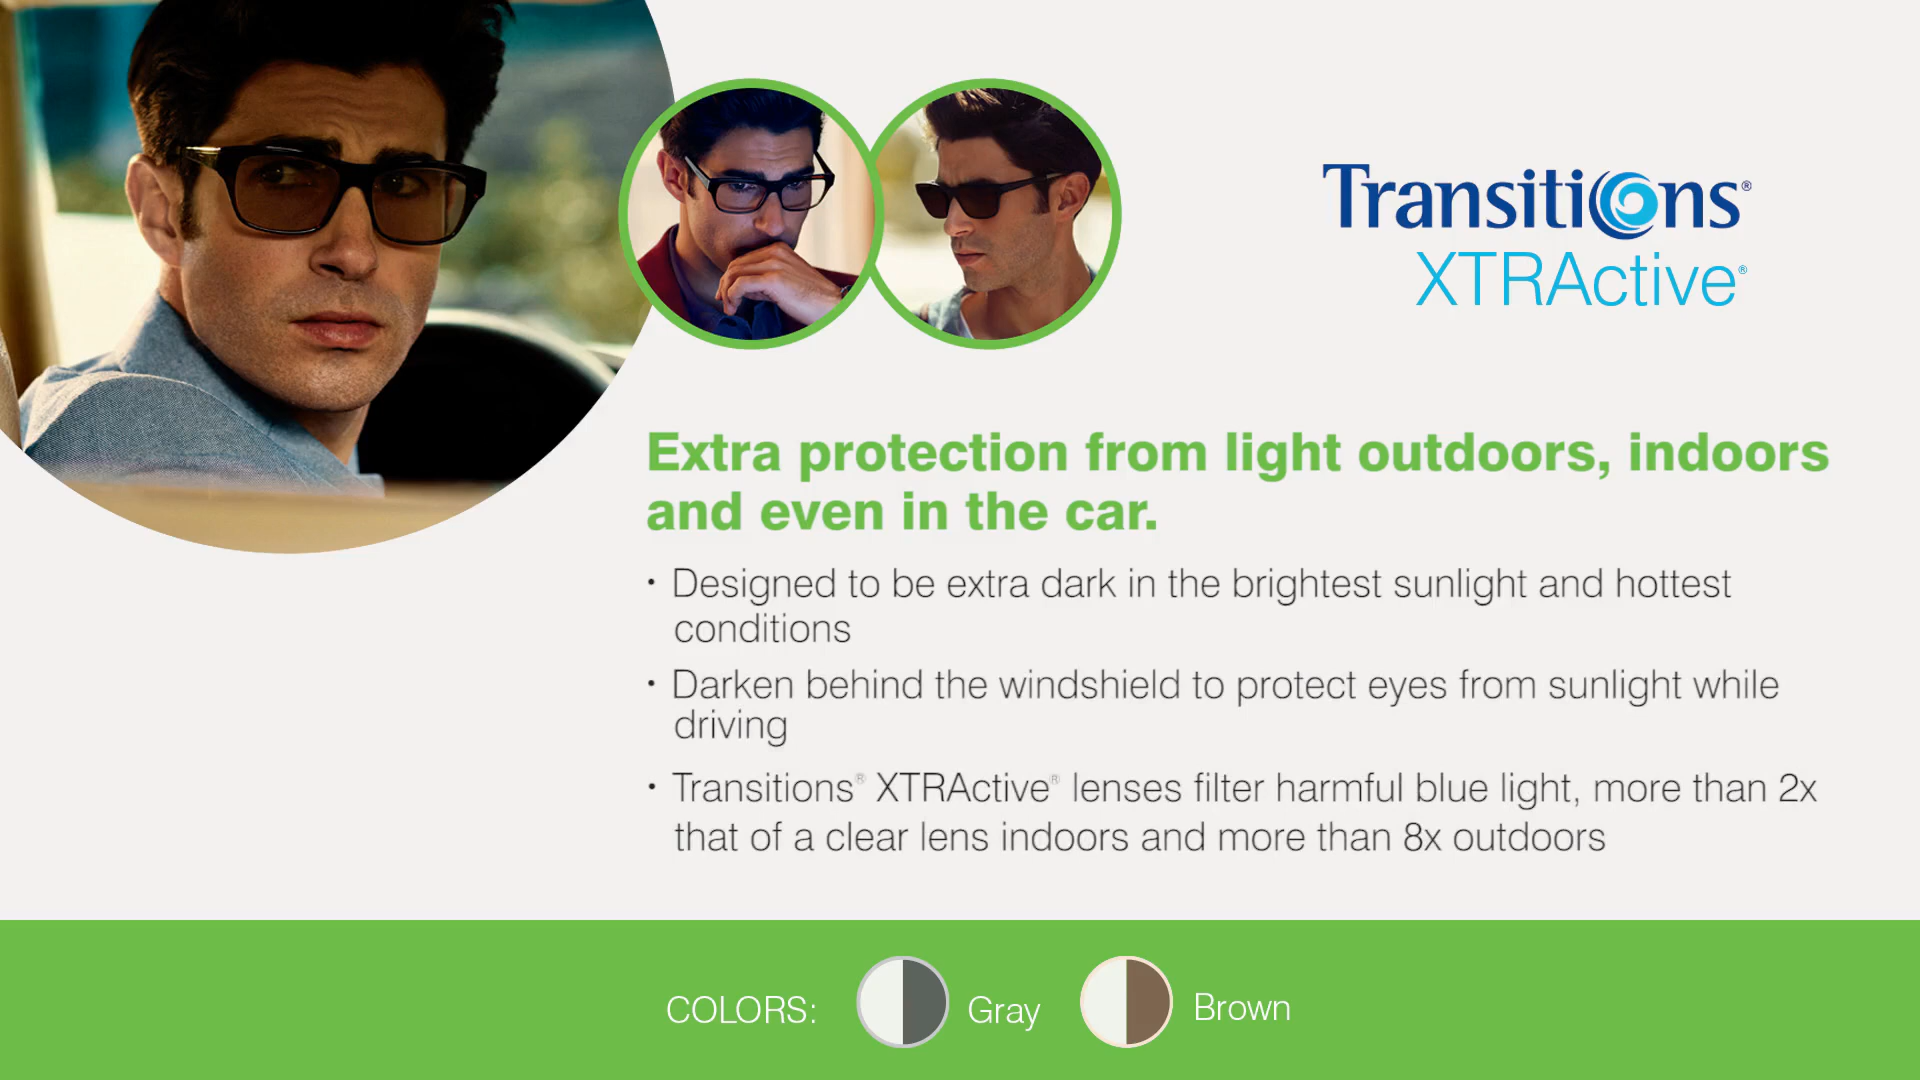 Transitions®
XTRActive®
Extra protection from light outdoors, indoors
and even in the car.
• Designed to be extra dark in the brightest sunlight and hottest
conditions
• Darken behind the windshield to protect eyes from sunlight while
driving
• Transitions® XTRActive® lenses filter harmful blue light, more than 2x
that of a clear lens indoors and more than 8x outdoors
COLORS: Gray Brown